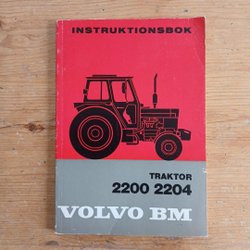 INSTRUKTIONSBOK
TRAKTOR
2200 2204
VOLVO BM